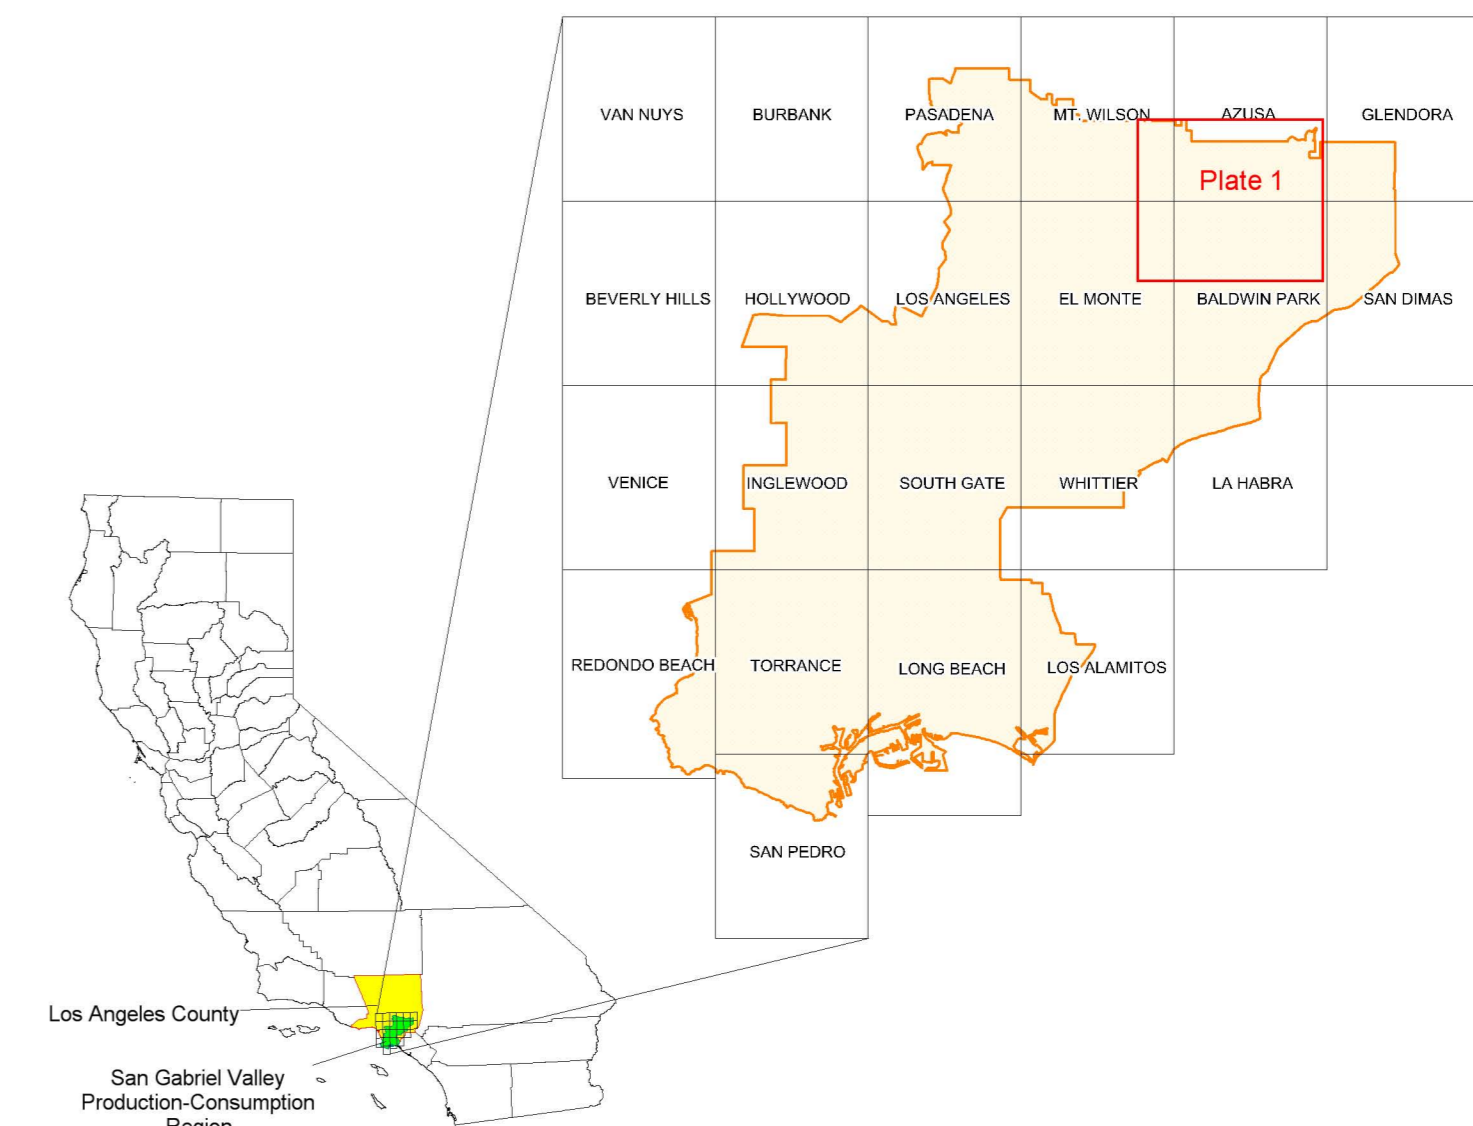 VAN NUYS
BURBANK
PASADENA
MT. WILSON
AZUSA
GLENDORA
Plate 1
BEVERLY HILLS
HOLLYWOOD
LOS ANGELES
EL MONTE
BALDWIN PARK
SAN DIMAS
VENICE
INGLEWOOD
SOUTH GATE
WHITTIER
LA HABRA
REDONDO BEACH
TORRANCE
LONG BEACH
LOS ALAMITOS
SAN PEDRO
Los Angeles County
San Gabriel Valley
Production-Consumption
Region